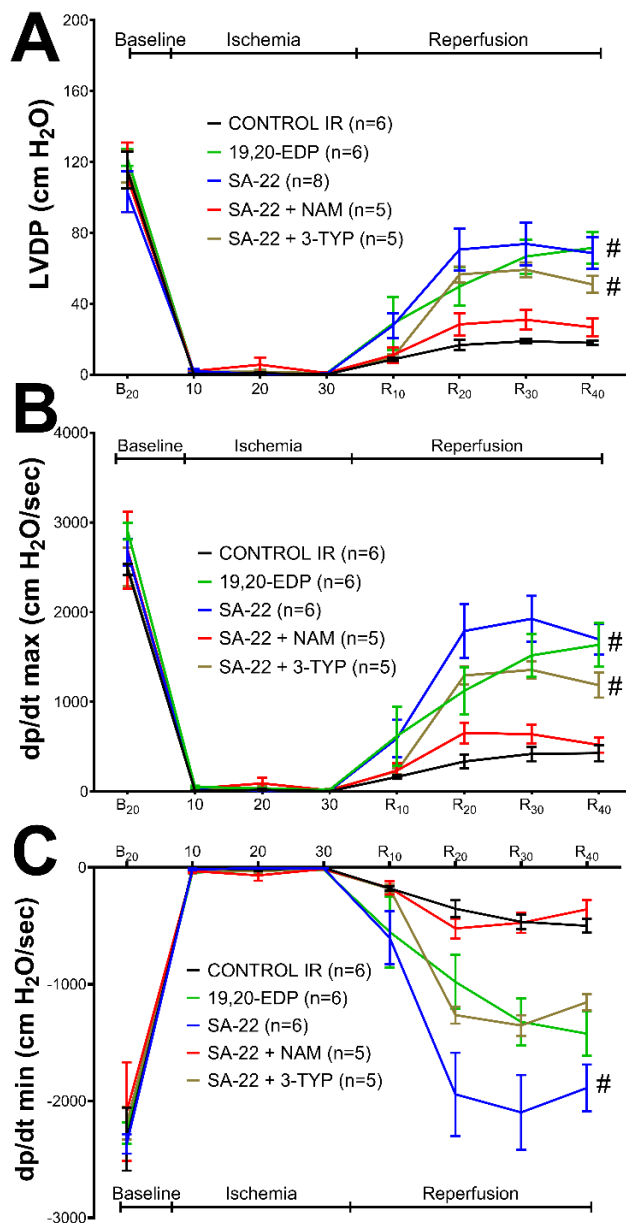 A
Baseline Ischemia Reperfusion
LVDP (cm H₂O)
200
160
120
80
40
0
CONTROL IR (n=6)
19,20-EDP (n=6)
SA-22 (n=8)
SA-22 + NAM (n=5)
SA-22 + 3-TYP (n=5)
#
#
B₂₀ 10 20 30 R₁₀ R₂₀ R₃₀ R₄₀
B
Baseline Ischemia Reperfusion
dp/dt max (cm H₂O/sec)
4000
3000
2000
1000
0
CONTROL IR (n=6)
19,20-EDP (n=6)
SA-22 (n=6)
SA-22 + NAM (n=5)
SA-22 + 3-TYP (n=5)
#
#
B₂₀ 10 20 30 R₁₀ R₂₀ R₃₀ R₄₀
C
B₂₀ 10 20 30 R₁₀ R₂₀ R₃₀ R₄₀
dp/dt min (cm H₂O/sec)
0
-1000
-2000
-3000
CONTROL IR (n=6)
19,20-EDP (n=6)
SA-22 (n=6)
SA-22 + NAM (n=5)
SA-22 + 3-TYP (n=5)
#
Baseline Ischemia Reperfusion